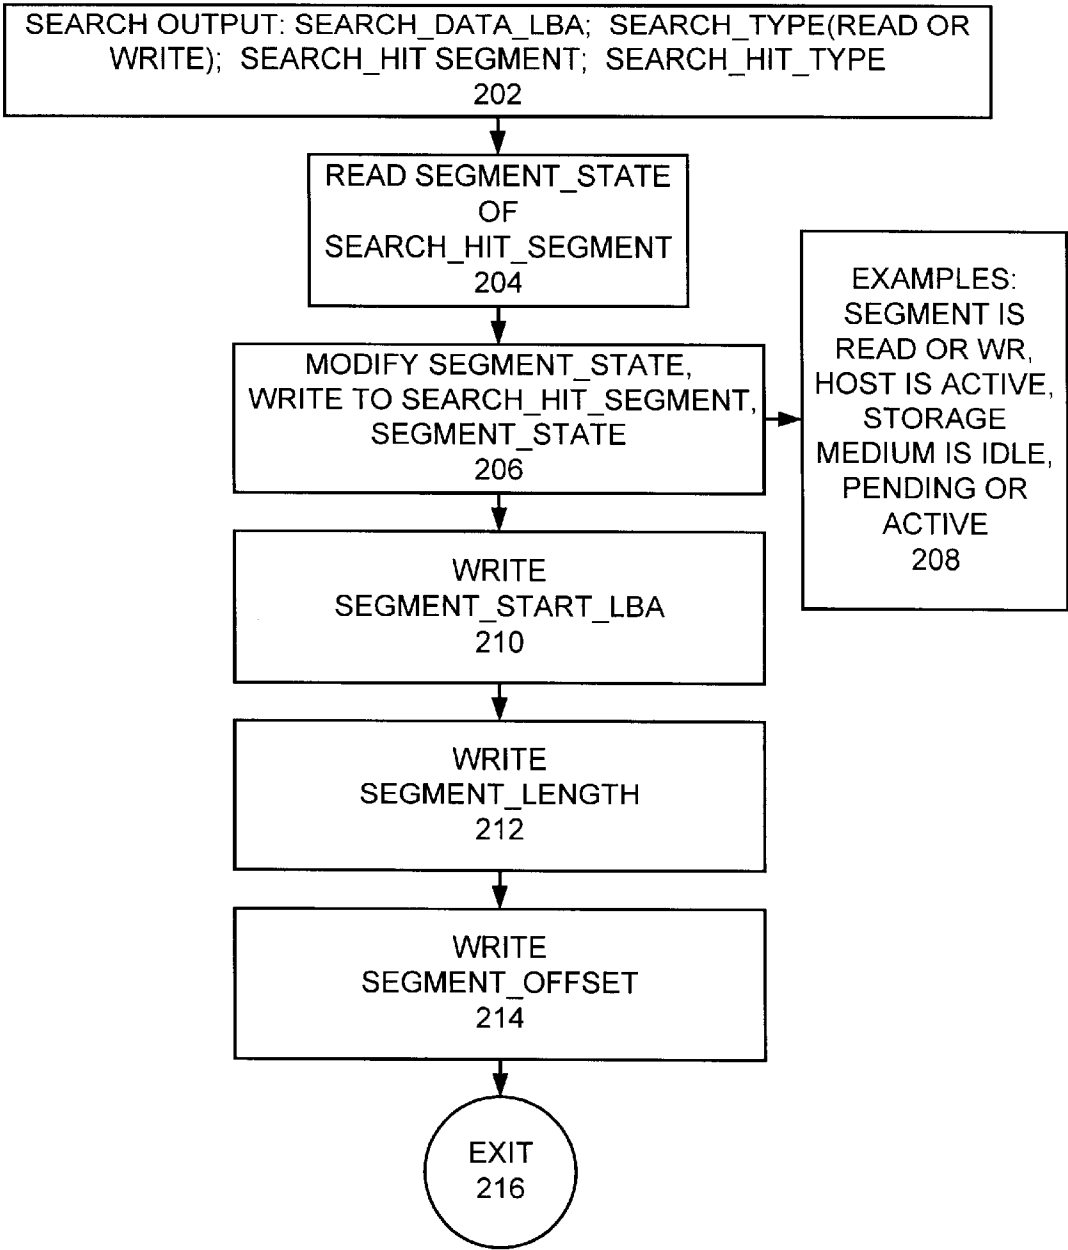 SEARCH OUTPUT: SEARCH_DATA_LBA; SEARCH_TYPE(READ OR
WRITE); SEARCH_HIT SEGMENT; SEARCH_HIT_TYPE
202
READ SEGMENT_STATE
OF
SEARCH_HIT_SEGMENT
204
MODIFY SEGMENT_STATE,
WRITE TO SEARCH_HIT_SEGMENT,
SEGMENT_STATE
206
EXAMPLES:
SEGMENT IS
READ OR WR,
HOST IS ACTIVE,
STORAGE
MEDIUM IS IDLE,
PENDING OR
ACTIVE
208
WRITE
SEGMENT_START_LBA
210
WRITE
SEGMENT_LENGTH
212
WRITE
SEGMENT_OFFSET
214
EXIT
216